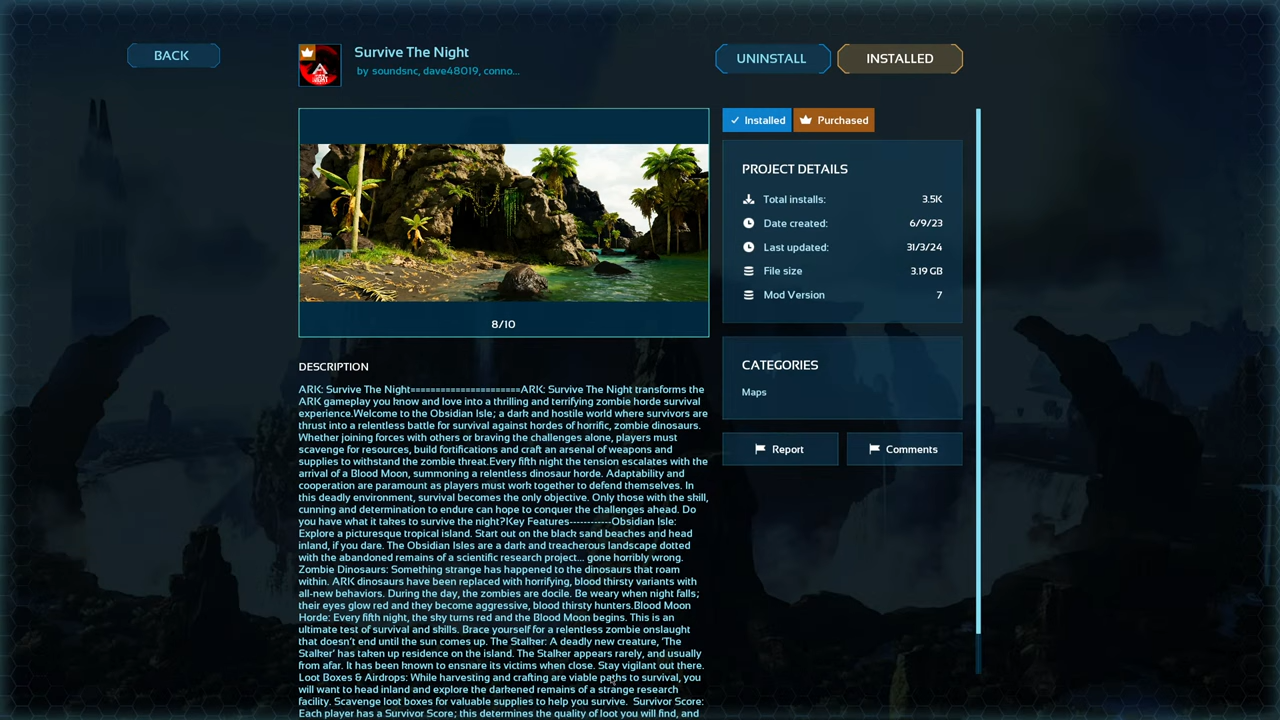 BACK
Survive The Night
by soundsnc, dave48019, conno...
UNINSTALL
INSTALLED
8/10
DESCRIPTION
ARK: Survive The Night======================ARK: Survive The Night transforms the
ARK gameplay you know and love into a thrilling and terrifying zombie horde survival
experience.Welcome to the Obsidian Isle; a dark and hostile world where survivors are
thrust into a relentless battle for survival against hordes of horrific, zombie dinosaurs.
Whether joining forces with others or braving the challenges alone, players must
scavenge for resources, build fortifications and craft an arsenal of weapons and
supplies to withstand the zombie threat.Every fifth night the tension escalates with the
arrival of a Blood Moon, summoning a relentless dinosaur horde. Adaptability and
cooperation are paramount as players must work together to defend themselves. In
this deadly environment, survival becomes the only objective. Only those with the skill,
cunning and determination to endure can hope to conquer the challenges ahead. Do
you have what it takes to survive the night?Key Features------------Obsidian Isle:
Explore a picturesque tropical island. Start out on the black sand beaches and head
inland, if you dare. The Obsidian Isles are a dark and treacherous landscape dotted
with the abandoned remains of a scientific research project... gone horribly wrong.
Zombie Dinosaurs: Something strange has happened to the dinosaurs that roam
within. ARK dinosaurs have been replaced with horrifying, blood thirsty variants with
all-new behaviors. During the day, the zombies are docile. Be weary when night falls;
their eyes glow red and they become aggressive, blood thirsty hunters.Blood Moon
Horde: Every fifth night, the sky turns red and the Blood Moon begins. This is an
ultimate test of survival and skills. Brace yourself for a relentless zombie onslaught
that doesn't end until the sun comes up. The Stalker: A deadly new creature, 'The
Stalker' has taken up residence on the island. The Stalker appears rarely, and usually
from afar. It has been known to ensnare its victims when close. Stay vigilant out there.
Loot Boxes & Airdrops: While harvesting and crafting are viable paths to survival, you
will want to head inland and explore the darkened remains of a strange research
facility. Scavenge loot boxes for valuable supplies to help you survive.  Survivor Score:
Each player has a Survivor Score; this determines the quality of loot you will find, and
Installed
Purchased
PROJECT DETAILS
Total installs: 3.5K
Date created: 6/9/23
Last updated: 31/3/24
File size 3.19 GB
Mod Version 7
CATEGORIES
Maps
Report
Comments